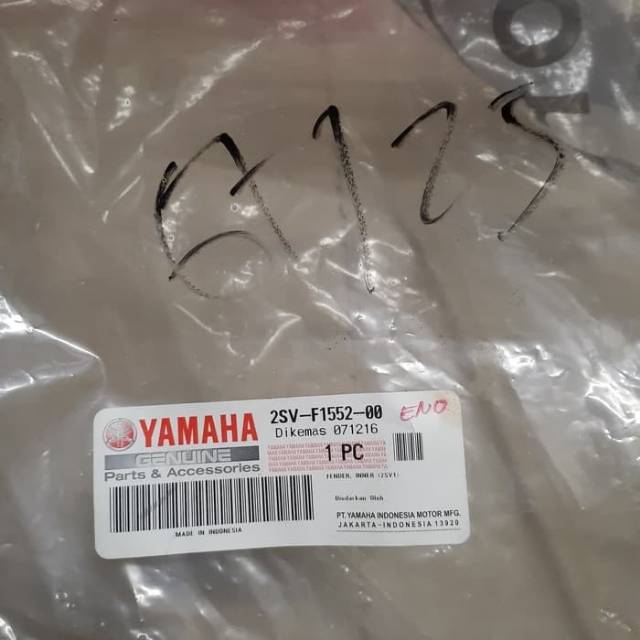 GT125
YAMAHA
GENUINE
Parts & Accessories
2SV-F1552-00
ENO
Dikemas 071216
1 PC
FENDER, INNER (2SV1)
Diedarkan Oleh
PT.YAMAHA INDONESIA MOTOR MFG.
JAKARTA-INDONESIA 13920
MADE IN INDONESIA